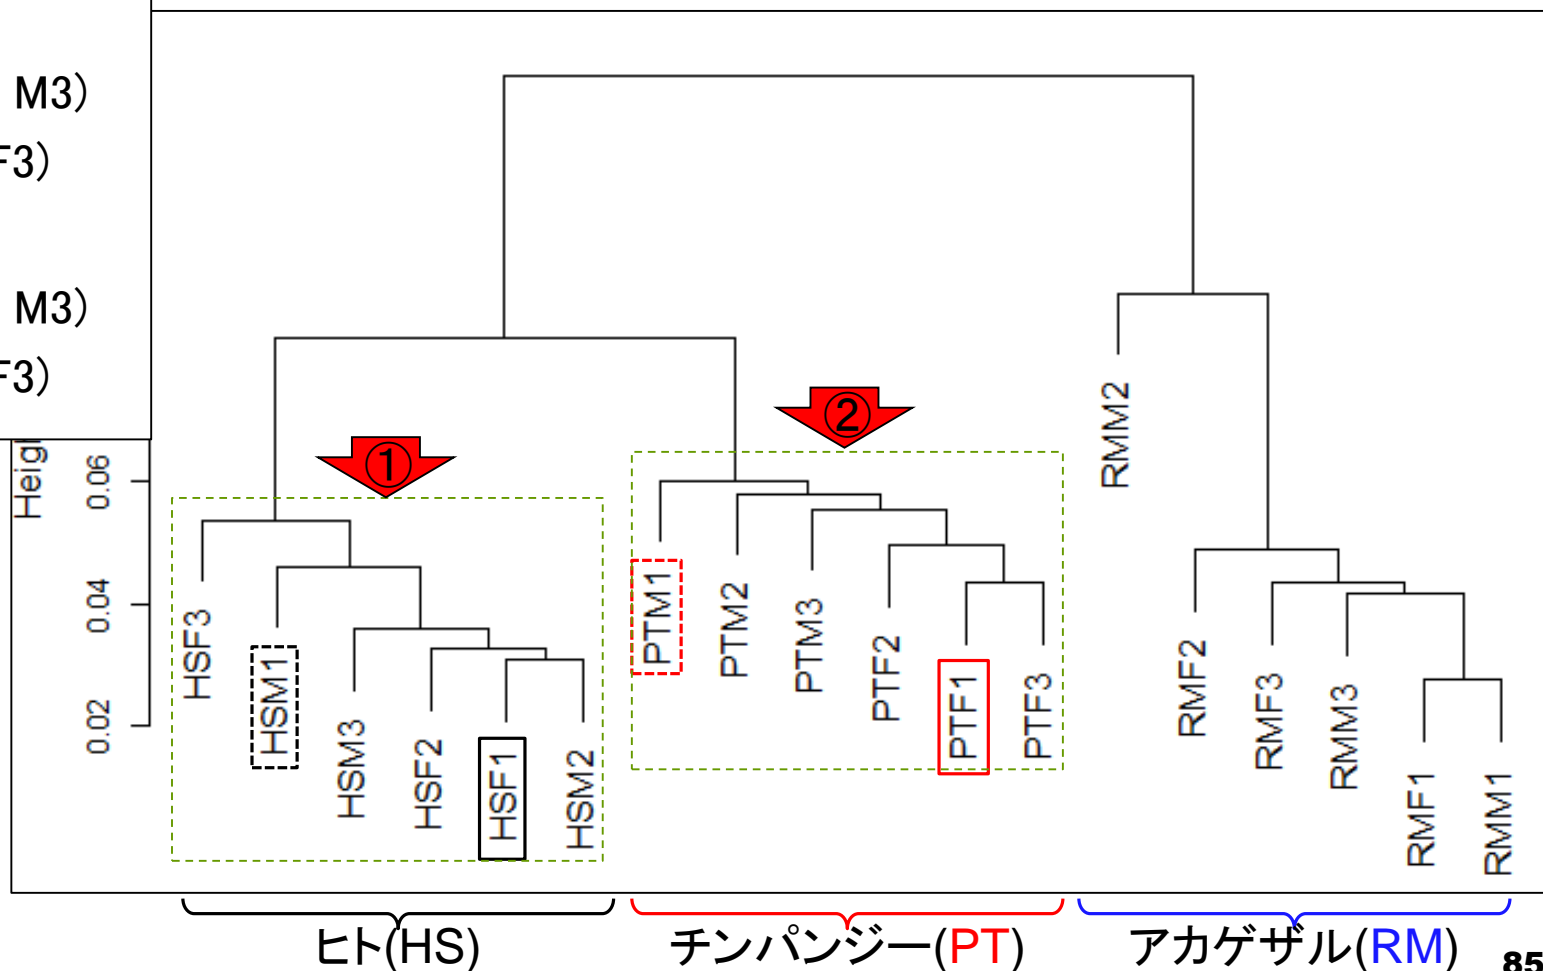 M3)
F3)
M3)
F3)
Heigh
0.06
0.04
0.02
①
②
HSF3
HSM1
HSM3
HSF2
HSF1
HSM2
PTM1
PTM2
PTM3
PTF2
PTF1
PTF3
RMM2
RMF2
RMF3
RMM3
RMF1
RMM1
ヒト(HS)
チンパンジー(PT)
アカゲザル(RM)
85